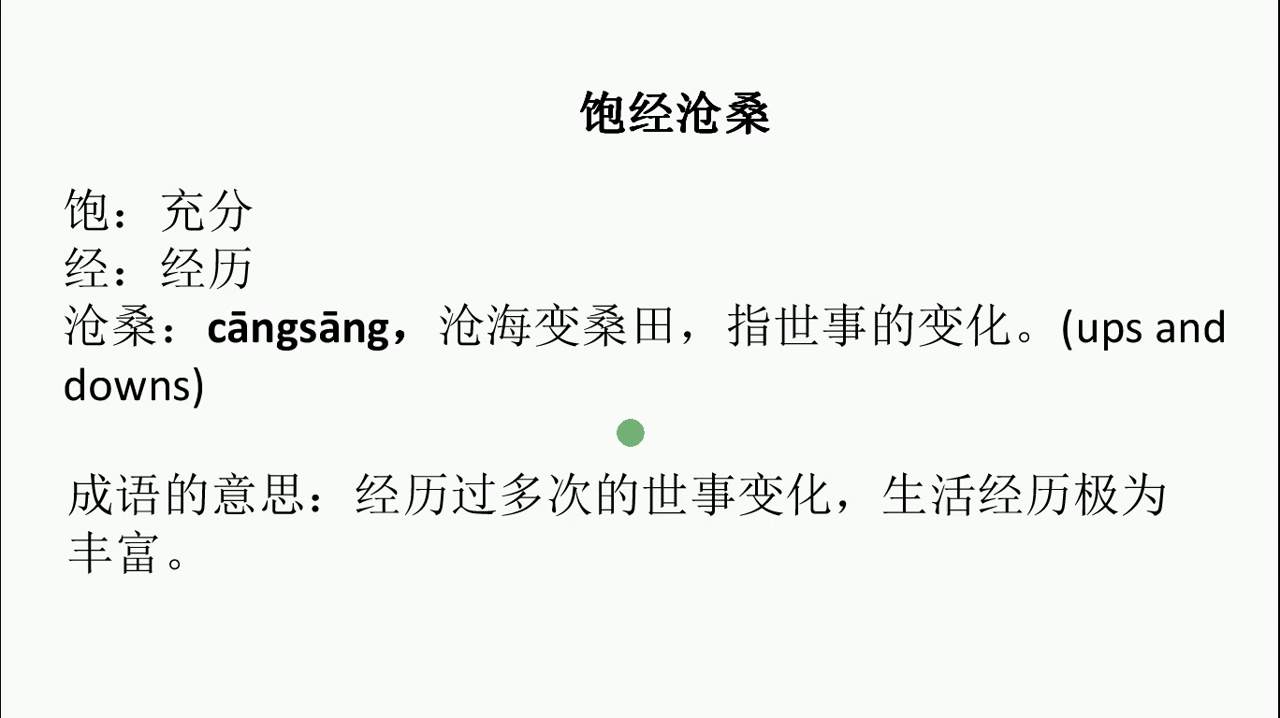 饱经沧桑
饱：充分
经：经历
沧桑：cāngsāng，沧海变桑田，指世事的变化。(ups and
downs)
成语的意思：经历过多次的世事变化，生活经历极为
丰富。